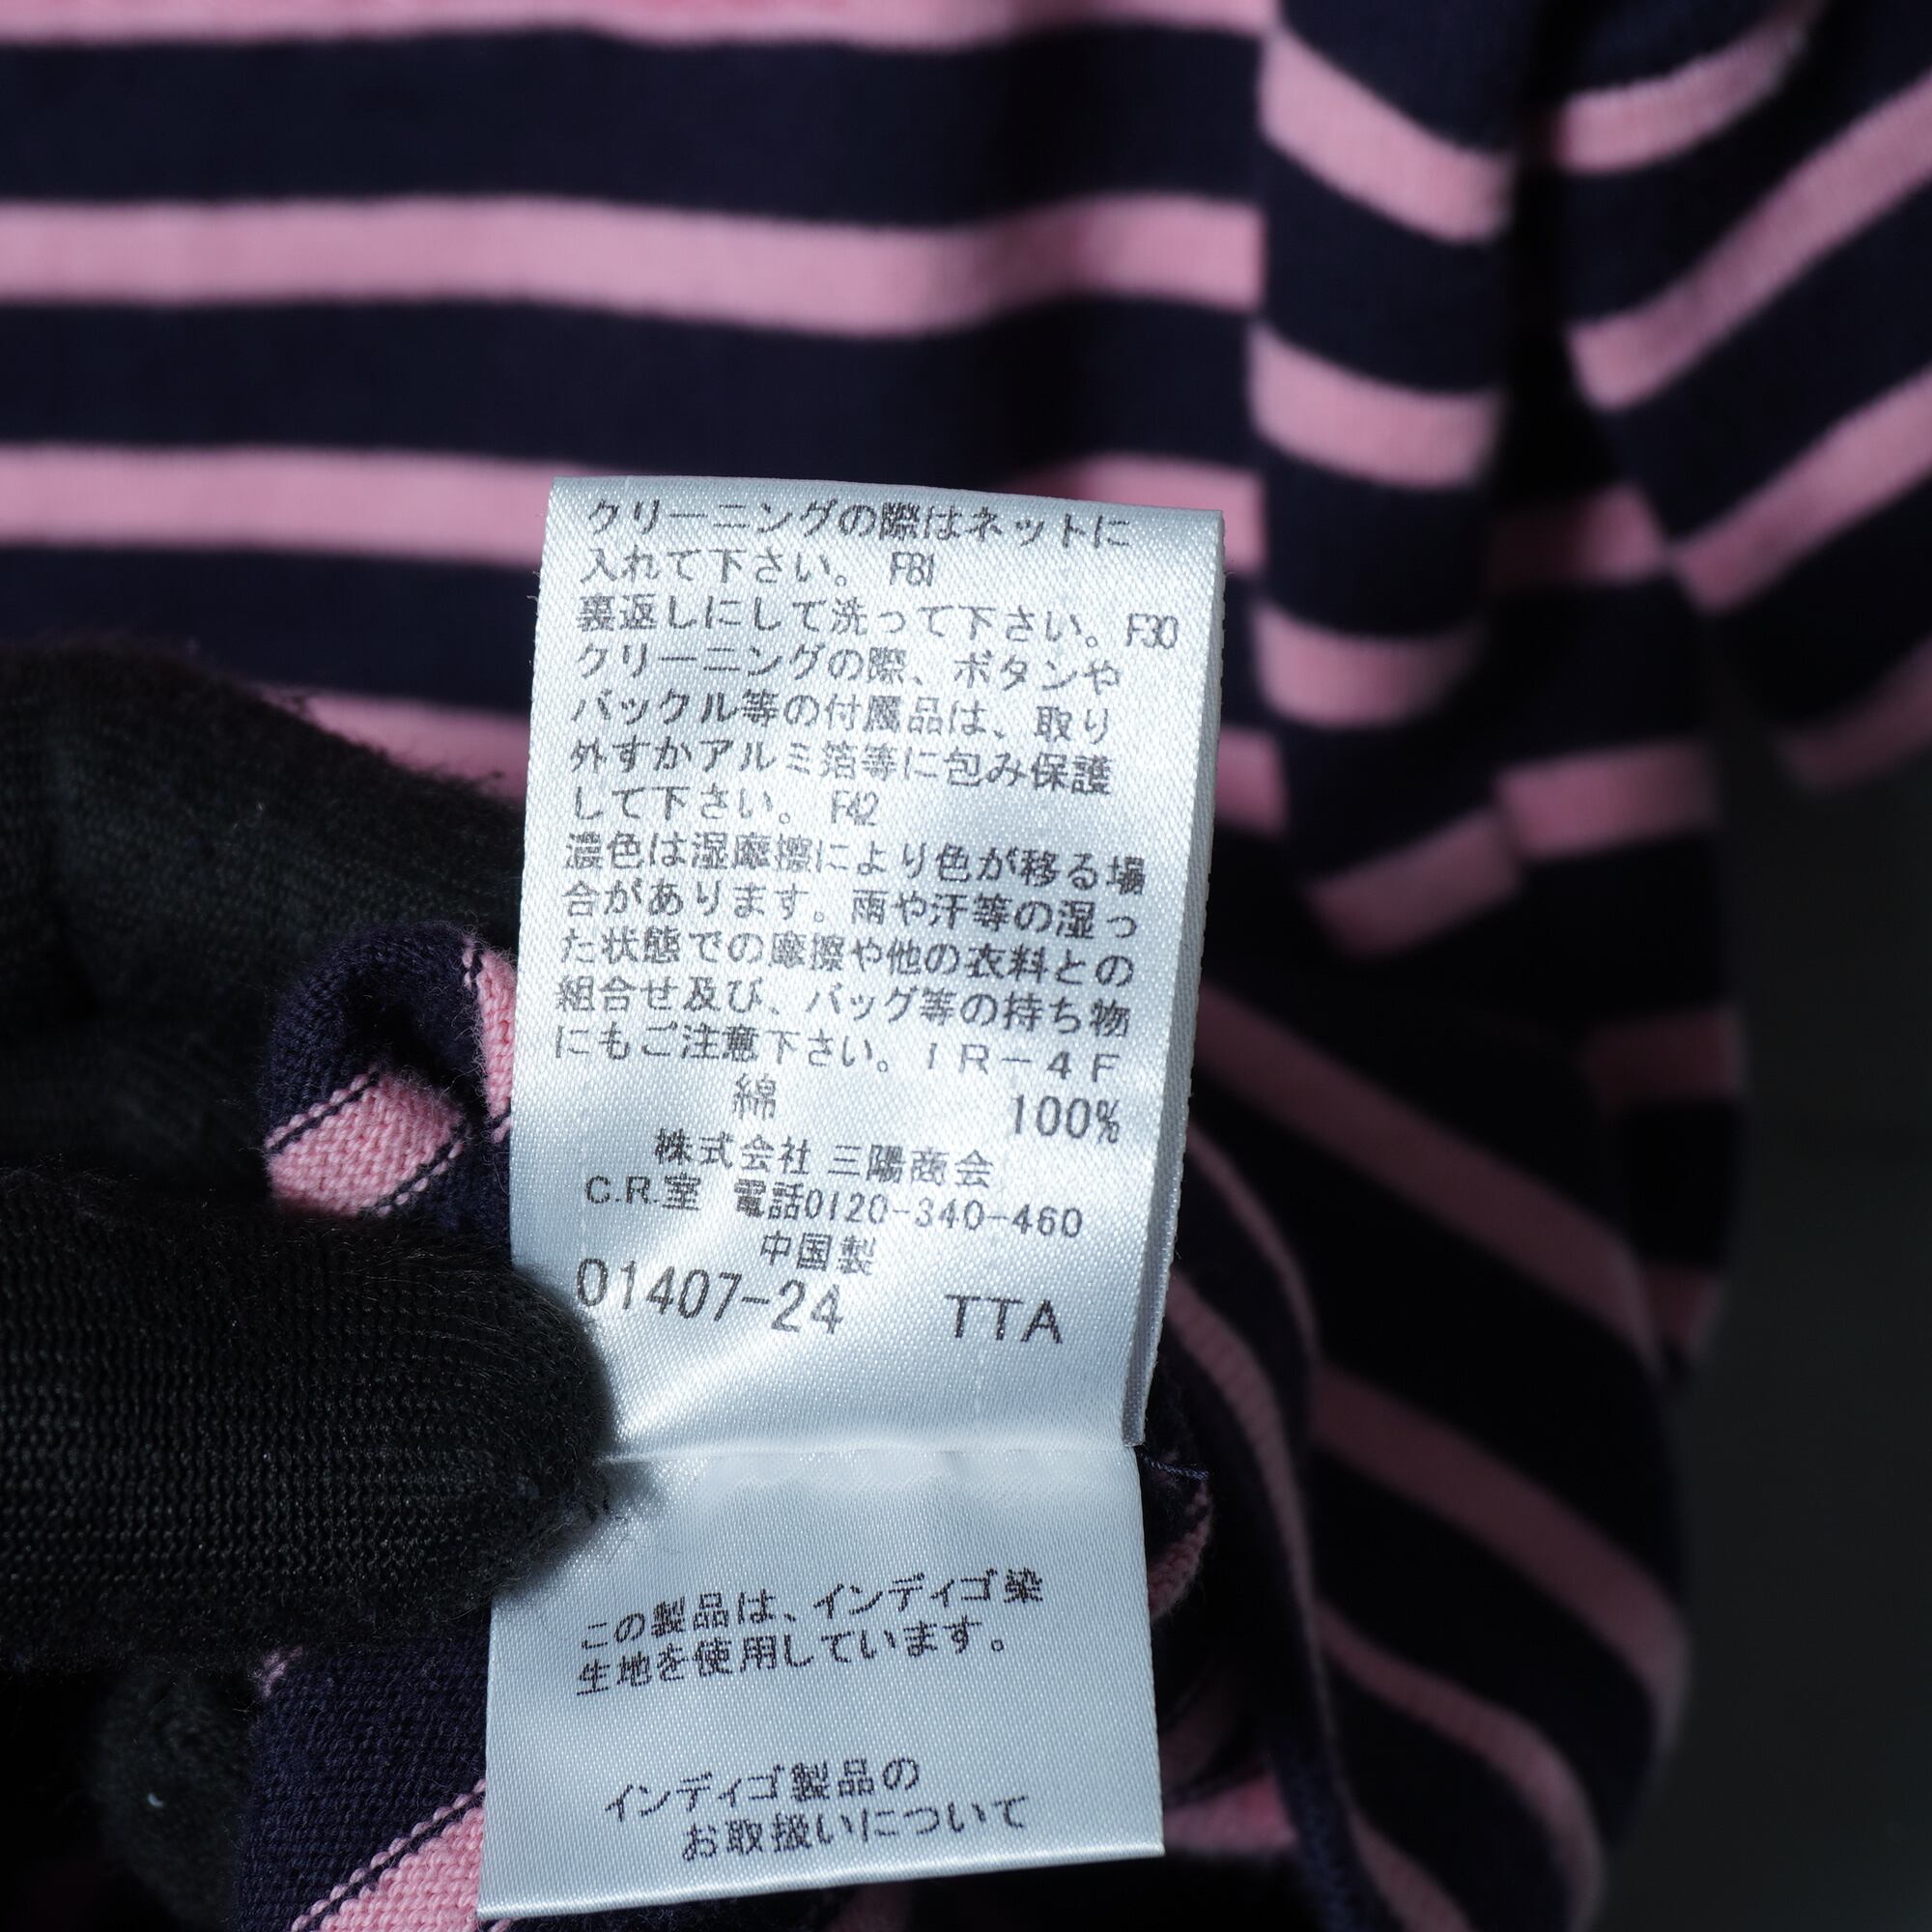 クリーニングの際はネットに
入れて下さい。 F81
裏返しにして洗って下さい。F30
クリーニングの際、ボタンや
バックル等の付属品は、取り
外すかアルミ箔等に包み保護
して下さい。 F42
濃色は湿摩擦により色が移る場
合があります。雨や汗等の湿っ
た状態での摩擦や他の衣料との
組合せ及び、バッグ等の持ち物
にもご注意下さい。IR-4F
綿 100%
株式会社 三陽商会
C.R.室 電話0120-340-460
中国製
01407-24 TTA
この製品は、インディゴ染
生地を使用しています。
インディゴ製品の
お取扱いについて